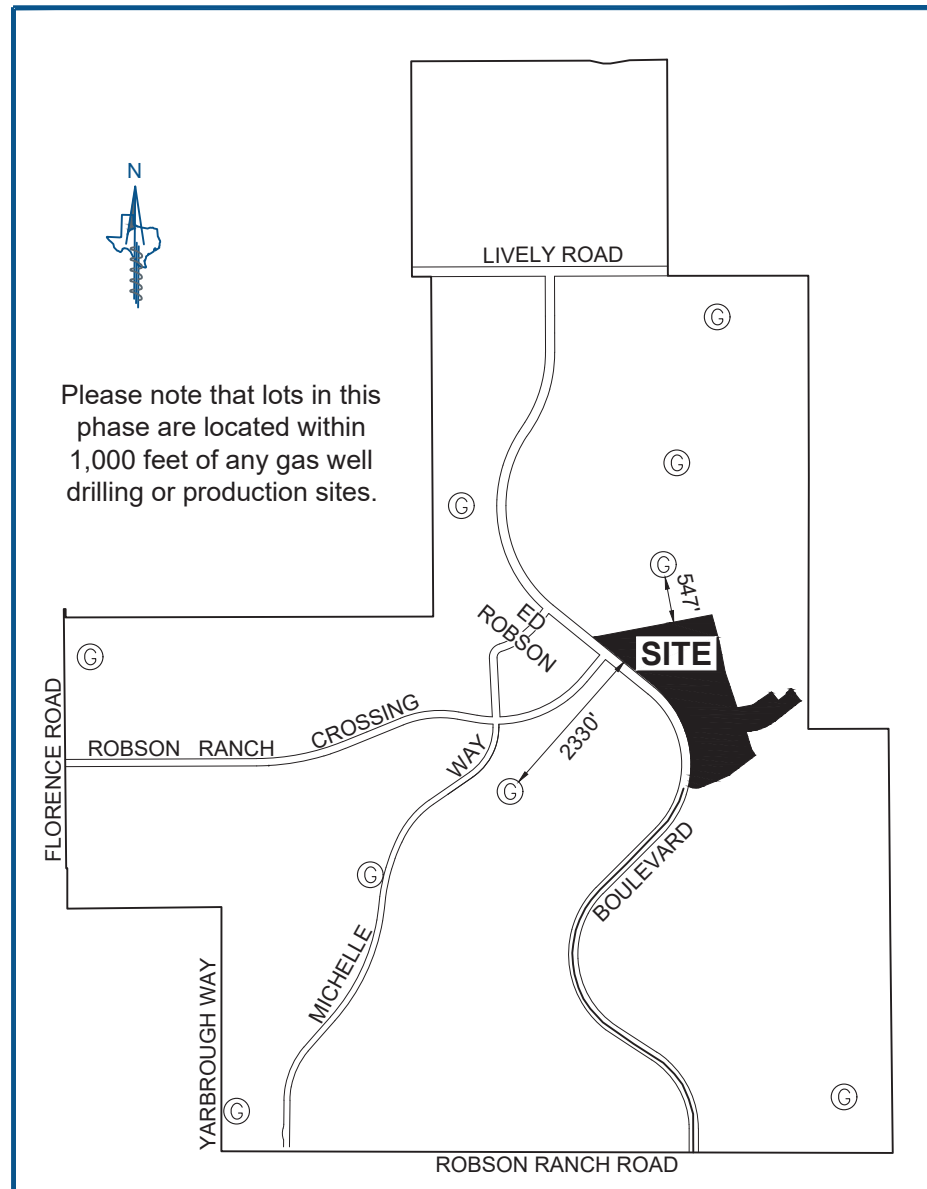 N
LIVELY ROAD
G
Please note that lots in this
phase are located within
1,000 feet of any gas well
drilling or production sites.
G
G
G
547'
ED
ROBSON
SITE
G
CROSSING
ROBSON RANCH
WAY
2330'
G
FLORENCE ROAD
G
BOULEVARD
MICHELLE
YARBROUGH WAY
G
G
ROBSON RANCH ROAD